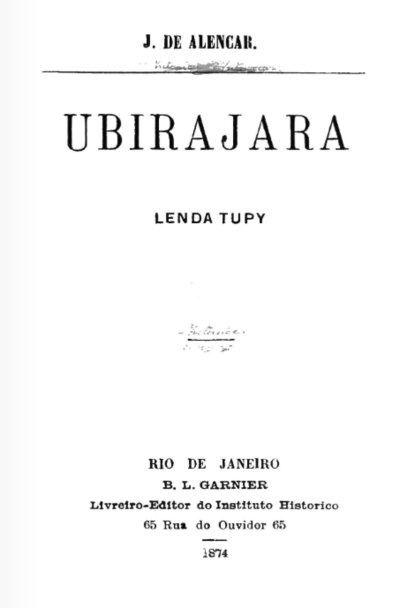 J. DE ALENCAR.
UBIRAJARA
LENDA TUPY
RIO DE JANEIRO
B. L. GARNIER
Livreiro-Editor do Instituto Historico
65 Rua do Ouvidor 65
1874